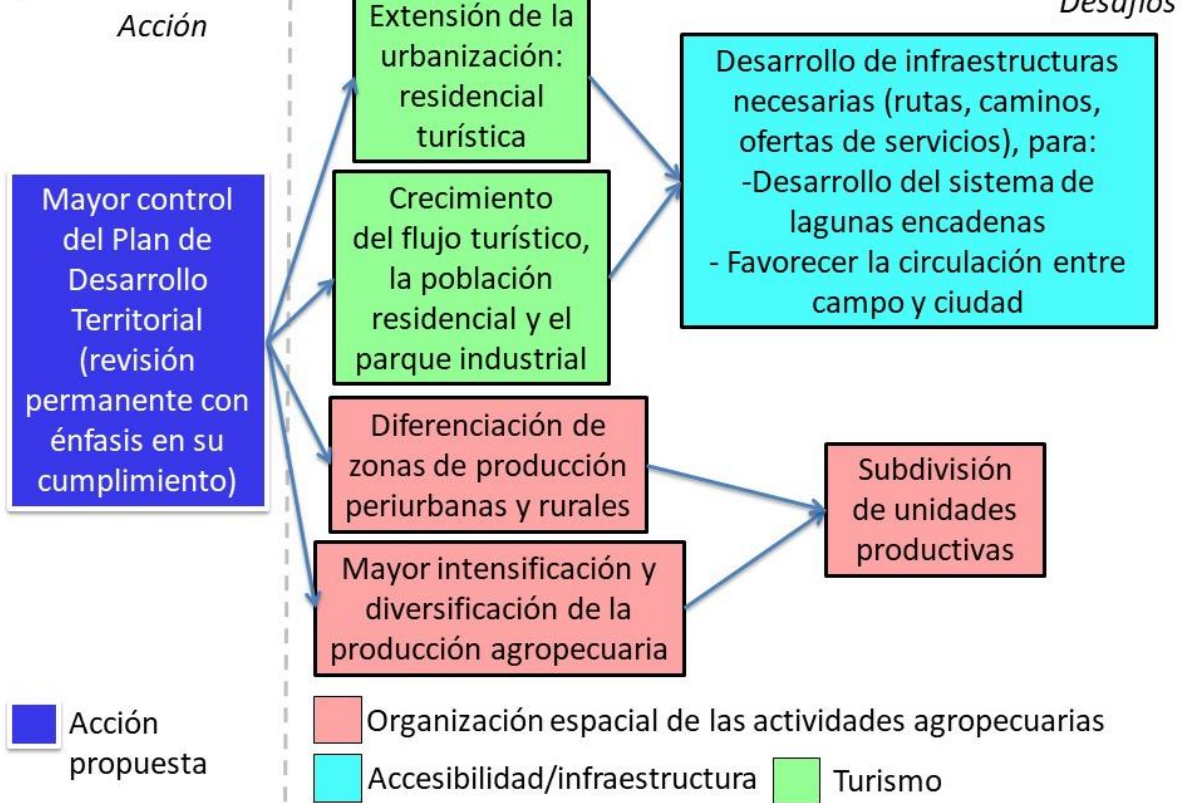 Acción
Desafíos
Mayor control
del Plan de
Desarrollo
Territorial
(revisión
permanente con
énfasis en su
cumplimiento)
Extensión de la
urbanización:
residencial
turística
Crecimiento
del flujo turístico,
la población
residencial y el
parque industrial
Diferenciación de
zonas de producción
periurbanas y rurales
Mayor intensificación y
diversificación de la
producción agropecuaria
Desarrollo de infraestructuras
necesarias (rutas, caminos,
ofertas de servicios), para:
-Desarrollo del sistema de
lagunas encadenas
- Favorecer la circulación entre
campo y ciudad
Subdivisión
de unidades
productivas
Acción
propuesta
Organización espacial de las actividades agropecuarias
Accesibilidad/infraestructura
Turismo